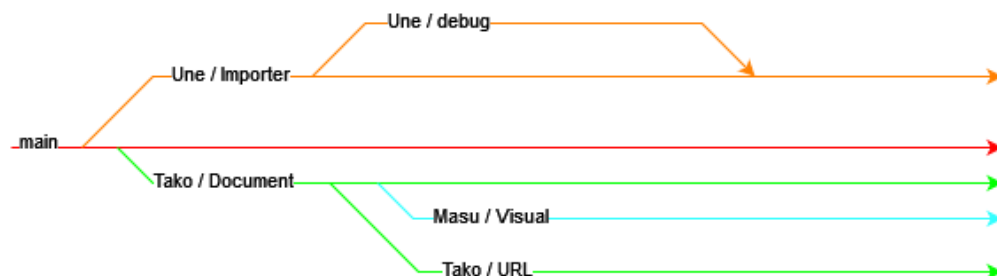 Une / debug
Une / Importer
main
Tako / Document
Masu / Visual
Tako / URL